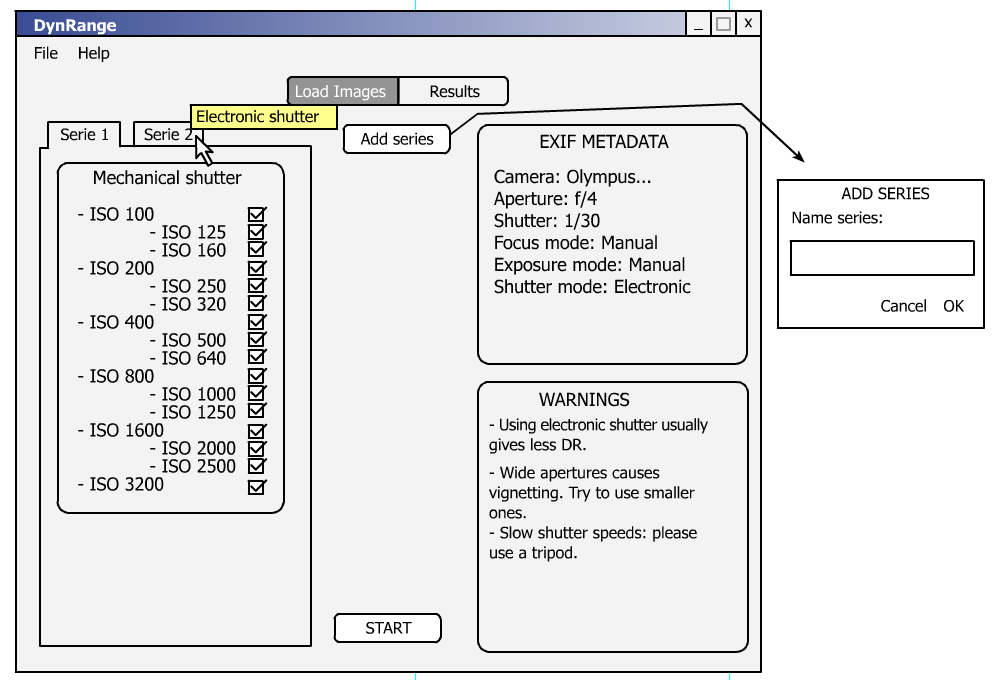 DynRange
_ x
File Help
Load Images Results
Electronic shutter
Serie 1 Serie 2
Add series
Mechanical shutter
- ISO 100
- ISO 125
- ISO 160
- ISO 200
- ISO 250
- ISO 320
- ISO 400
- ISO 500
- ISO 640
- ISO 800
- ISO 1000
- ISO 1250
- ISO 1600
- ISO 2000
- ISO 2500
- ISO 3200
EXIF METADATA
Camera: Olympus...
Aperture: f/4
Shutter: 1/30
Focus mode: Manual
Exposure mode: Manual
Shutter mode: Electronic
WARNINGS
- Using electronic shutter usually
gives less DR.
- Wide apertures causes
vignetting. Try to use smaller
ones.
- Slow shutter speeds: please
use a tripod.
START
ADD SERIES
Name series:
Cancel OK